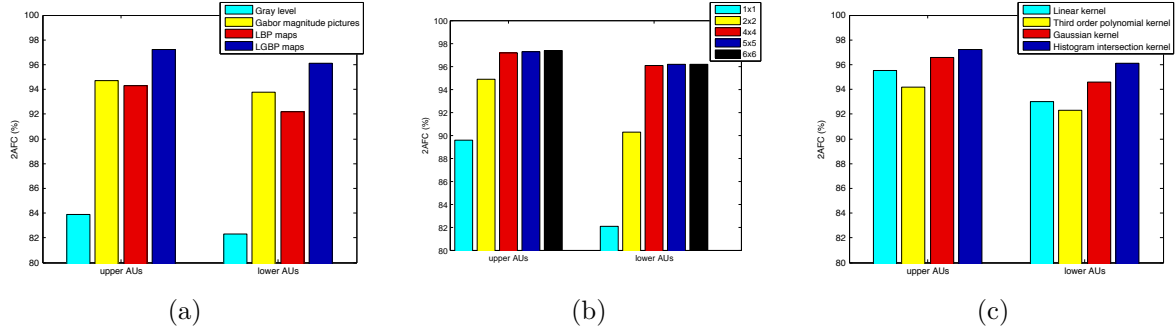 Gray level
Gabor magnitude pictures
LBP maps
LGBP maps
100
98
96
94
92
90
88
86
84
82
80
2AFC (%)
upper AUs
lower AUs
(a)
1x1
2x2
4x4
5x5
6x6
100
98
96
94
92
90
88
86
84
82
80
2AFC (%)
upper AUs
lower AUs
(b)
Linear kernel
Third order polynomial kernel
Gaussian kernel
Histogram intersection kernel
100
98
96
94
92
90
88
86
84
82
80
2AFC (%)
upper AUs
lower AUs
(c)